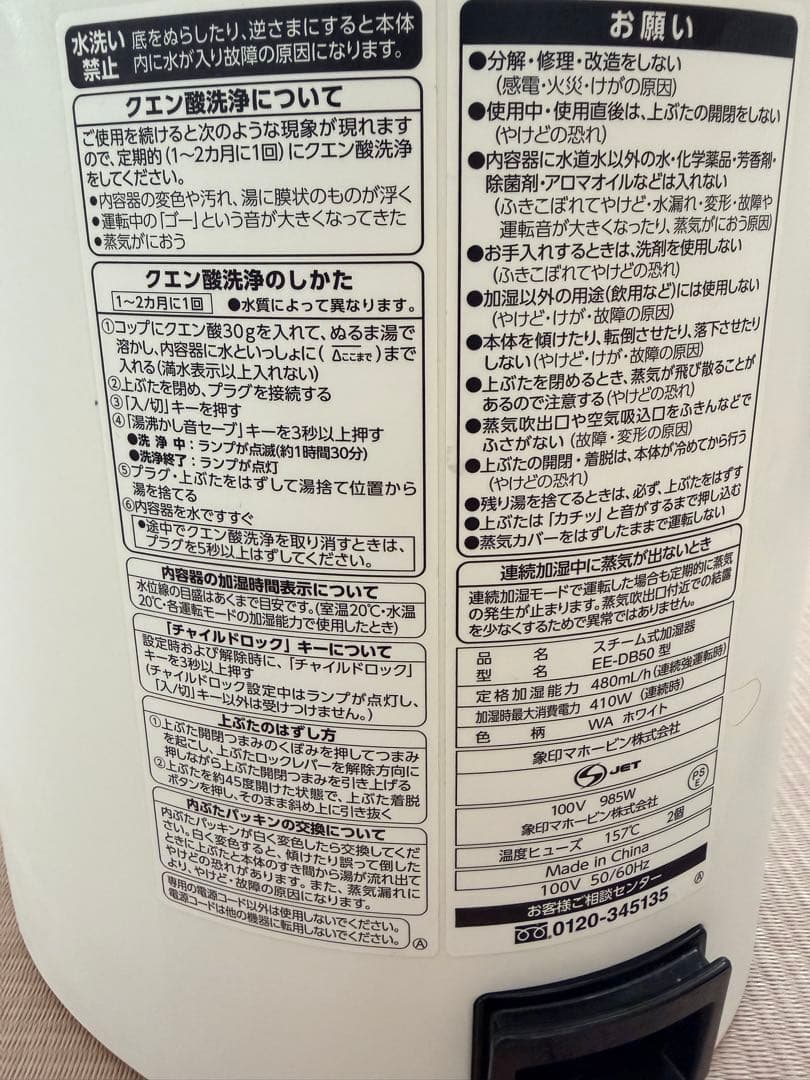 水洗い
禁止
底をぬらしたり、逆さまにすると本体
内に水が入り故障の原因になります。
クエン酸洗浄について
ご使用を続けると次のような現象が現れます
ので、定期的(1～2カ月に1回)にクエン酸洗浄
をしてください。
●内容器の変色や汚れ、湯に膜状のものが浮く
●運転中の「ゴー」という音が大きくなってきた
●蒸気がにおう
クエン酸洗浄のしかた
1～2カ月に1回 ●水質によって異なります。
①コップにクエン酸30gを入れて、ぬるま湯で
溶かし、内容器に水といっしょに(△ここまで)まで
入れる(満水表示以上入れない)
②上ぶたを閉め、プラグを接続する
③「入/切」キーを押す
④「湯沸かし音セーブ」キーを3秒以上押す
●洗浄中:ランプが点滅(約1時間30分)
●洗浄終了:ランプが点灯
⑤プラグ・上ぶたをはずして湯捨て位置から
湯を捨てる
⑥内容器を水ですすぐ
●途中でクエン酸洗浄を取り消すときは、
プラグを5秒以上はずしてください。
内容器の加湿時間表示について
水位線の目盛はあくまで目安です。(室温20℃・水温
20℃・各運転モードの加湿能力で使用したとき)
「チャイルドロック」キーについて
設定時および解除時に、「チャイルドロック」
キーを3秒以上押す
(チャイルドロック設定中はランプが点灯し、
「入/切」キー以外は受けつけません。)
上ぶたのはずし方
①上ぶた開閉つまみのくぼみを押してつまみ
を起こし、上ぶたロックレバーを解除方向に
押しながら上ぶた開閉つまみを引き上げる
②上ぶたを約45度開けた状態で、上ぶた着脱
ボタンを押し、そのまま斜め上に引き抜く
内ぶたパッキンの交換について
内ぶたパッキンが白く変色したら交換してくだ
さい。白く変色すると、傾けたり誤って倒した
ときに上ぶたと本体のすき間から湯が流れ出て
やけどの恐れがあります。また、蒸気漏れに
より、やけど・故障の原因になります。
専用の電源コード以外は使用しないでください。
電源コードは他の機器に転用しないでください。 Ⓐ
お願い
●分解・修理・改造をしない
(感電・火災・けがの原因)
●使用中・使用直後は、上ぶたの開閉をしない
(やけどの恐れ)
●内容器に水道水以外の水・化学薬品・芳香剤・
除菌剤・アロマオイルなどは入れない
(ふきこぼれてやけど・水漏れ・変形・故障や
運転音が大きくなったり、蒸気がにおう原因)
●お手入れするときは、洗剤を使用しない
(ふきこぼれてやけどの恐れ)
●加湿以外の用途(飲用など)には使用しない
(やけど・けが・故障の原因)
●本体を傾けたり、転倒させたり、落下させたり
しない(やけど・けが・故障の原因)
●上ぶたを閉めるとき、蒸気が飛び散ることが
あるので注意する(やけどの恐れ)
●蒸気吹出口や空気吸込口をふきんなどで
ふさがない(故障・変形の原因)
●上ぶたの開閉・着脱は、本体が冷めてから行う
(やけどの恐れ)
●残り湯を捨てるときは、必ず、上ぶたをはずす
●上ぶたは「カチッ」と音がするまで押し込む
●蒸気カバーをはずしたままで運転しない
連続加湿中に蒸気が出ないとき
連続加湿モードで運転した場合も定期的に蒸気
の発生が止まります。蒸気吹出口付近での結露
を少なくするためで異常ではありません。
品名 スチーム式加湿器
型名 EE-DB50 型
定格加湿能力 480mL/h(連続強運転時)
加湿時最大消費電力 410W(連続時)
色柄 WA ホワイト
象印マホービン株式会社
JET
PS
E
100V 985W
象印マホービン株式会社
温度ヒューズ 157℃ 2個
Made in China
100V 50/60Hz
お客様ご相談センター Ⓐ
0120-345135